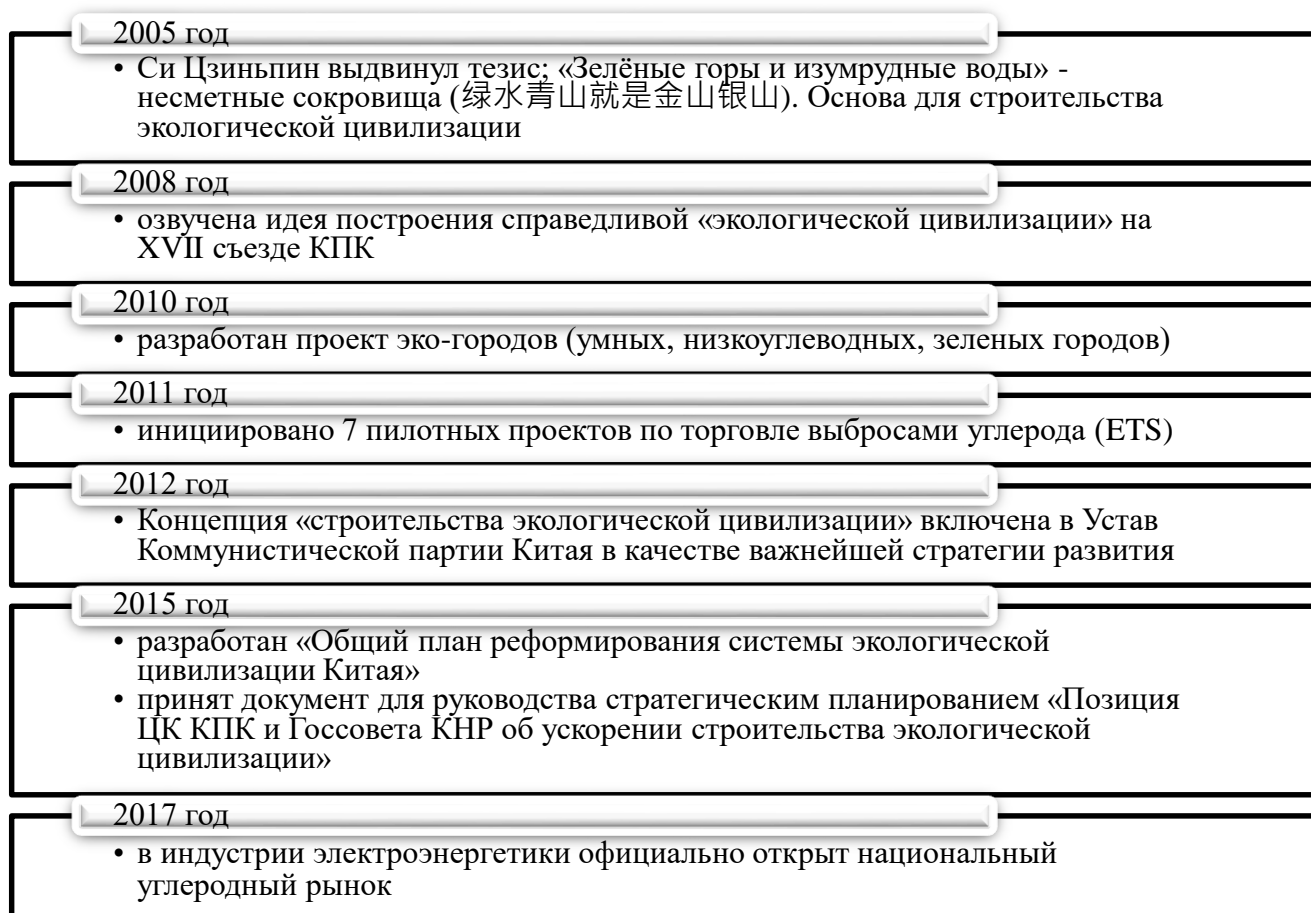 2005 год
• Си Цзиньпин выдвинул тезис; «Зелёные горы и изумрудные воды» -
несметные сокровища (绿水青山就是金山银山). Основа для строительства
экологической цивилизации
2008 год
• озвучена идея построения справедливой «экологической цивилизации» на
XVII съезде КПК
2010 год
• разработан проект эко-городов (умных, низкоуглеводных, зеленых городов)
2011 год
• инициировано 7 пилотных проектов по торговле выбросами углерода (ETS)
2012 год
• Концепция «строительства экологической цивилизации» включена в Устав
Коммунистической партии Китая в качестве важнейшей стратегии развития
2015 год
• разработан «Общий план реформирования системы экологической
цивилизации Китая»
• принят документ для руководства стратегическим планированием «Позиция
ЦК КПК и Госсовета КНР об ускорении строительства экологической
цивилизации»
2017 год
• в индустрии электроэнергетики официально открыт национальный
углеродный рынок